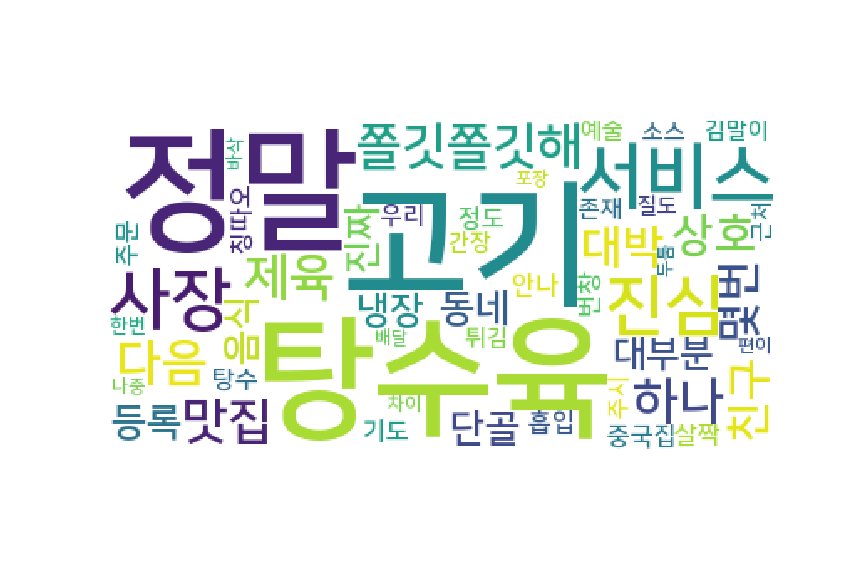 정말
고기
탕수육
쫄깃쫄깃해
서비스
예술
소스
김말이
바삭
칭따오
주문
진짜
우리
정도
포장
간장
존재
질도
근처
대박
상호
두툼
사장
제육
냉장
동네
안나
번창
진심
몇번
한번
다음
음식
배달
튀김
대부분
편이
나중
탕수
차이
주시
하나
친구
등록
맛집
기도
단골
흡입
중국집
살짝